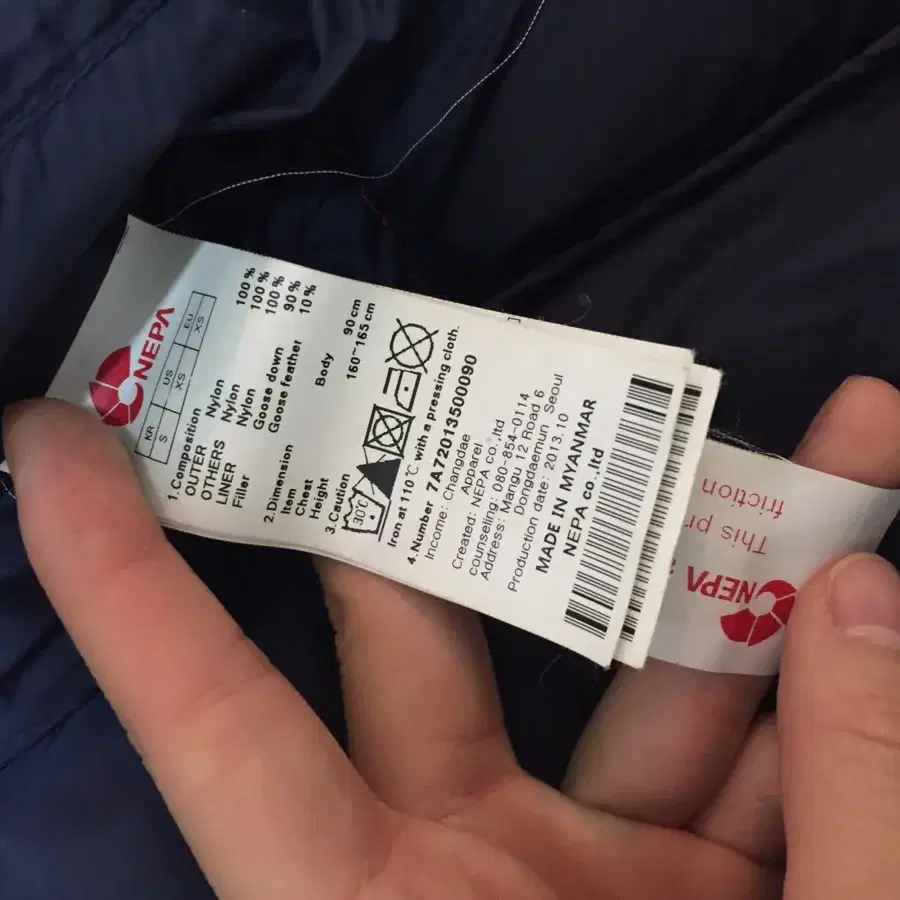 NEPA
KR US EU
S XS XS
1.Composition
OUTER Nylon 100 %
OTHERS Nylon 100 %
LINER Nylon 100 %
Filler Goose down 90 %
Goose feather 10 %
2.Dimension
Item Body
Chest 90 cm
Height 160~165 cm
3.Caution
30℃
Iron at 110℃ with a pressing cloth.
4.Number 7A72013500090
Income: Changdae
Apparel
Created: NEPA co.,ltd
counseling: 080-854-0114
Address: Mangu 12 Road 6
Dongdaemun Seoul
Production date: 2013.10
MADE IN MYANMAR
NEPA co.,ltd
NEPA
This pr
friction